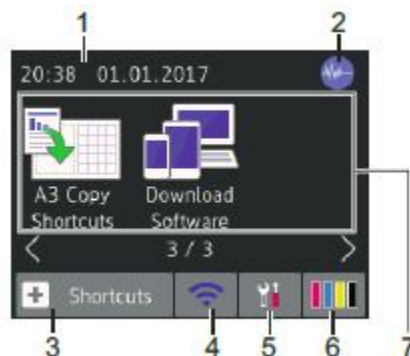 1 2
20:38 01.01.2017
A3 Copy
Shortcuts
Download
Software
3 / 3
+ Shortcuts
3 4 5 6 7